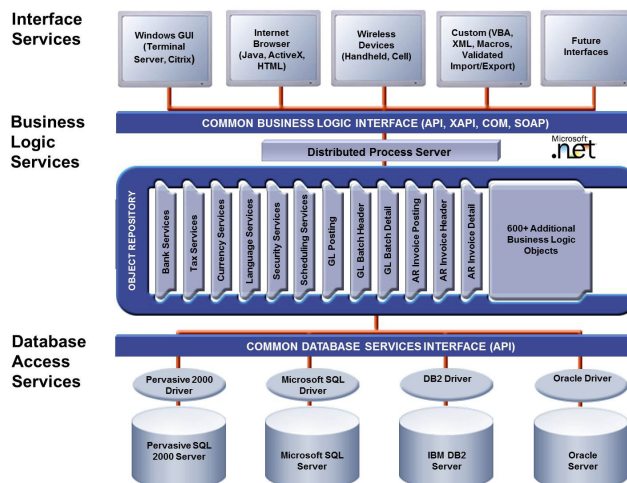 Interface
Services
Windows GUI
(Terminal
Server, Citrix)
Internet
Browser
(Java, ActiveX,
HTML)
Wireless
Devices
(Handheld, Cell)
Custom (VBA,
XML, Macros,
Validated
Import/Export)
Future
Interfaces
Business
Logic
Services
COMMON BUSINESS LOGIC INTERFACE (API, XAPI, COM, SOAP)
Distributed Process Server
Microsoft
.net
OBJECT REPOSITORY
Bank Services
Tax Services
Currency Services
Language Services
Security Services
Scheduling Services
GL Posting
GL Batch Header
GL Batch Detail
AR Invoice Posting
AR Invoice Header
AR Invoice Detail
600+ Additional
Business Logic
Objects
Database
Access
Services
COMMON DATABASE SERVICES INTERFACE (API)
Pervasive 2000
Driver
Microsoft SQL
Driver
DB2 Driver
Oracle Driver
Pervasive SQL
2000 Server
Microsoft SQL
Server
IBM DB2
Server
Oracle
Server